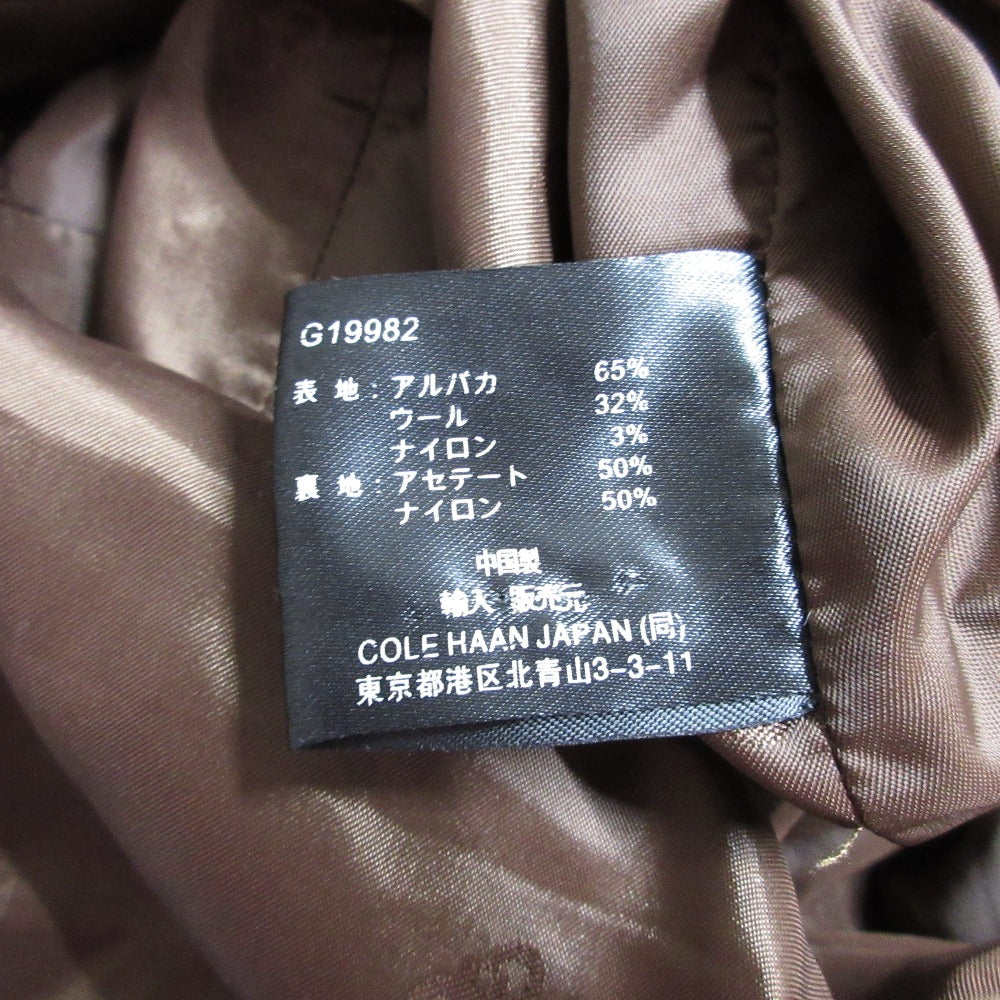 G19982
表 地 : アルパカ 65%
ウール 32%
ナイロン 3%
裏 地 : アセテート 50%
ナイロン 50%
中国製
輸入 販売元
COLE HAAN JAPAN (同)
東京都港区北青山3-3-11